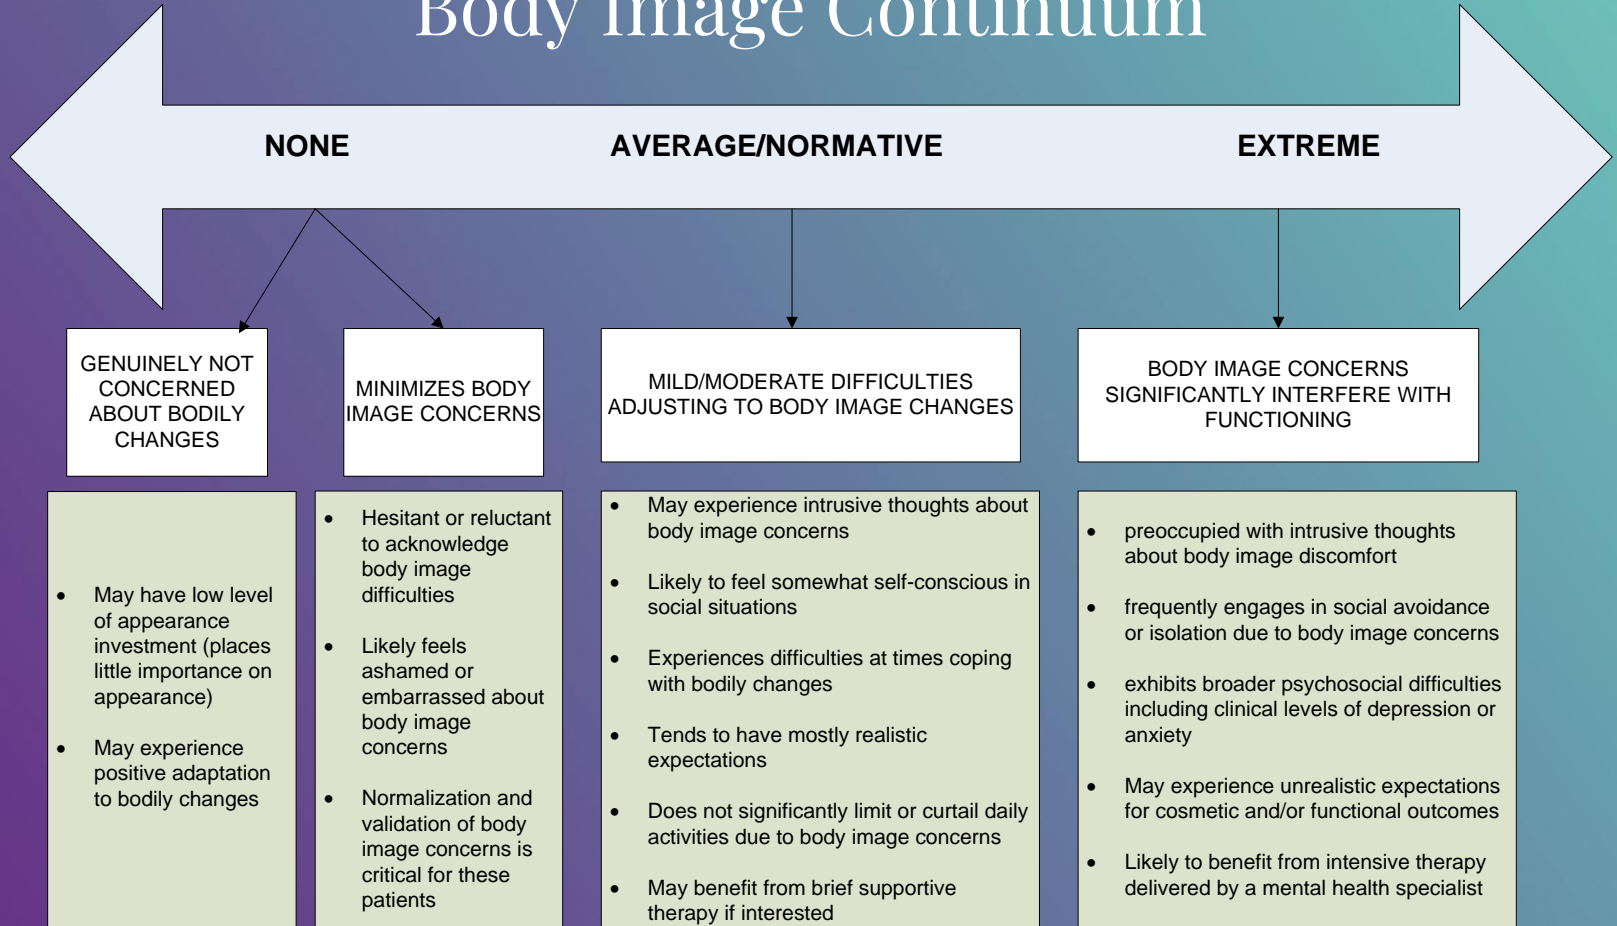 Body Image Continuum
NONE
AVERAGE/NORMATIVE
EXTREME
GENUINELY NOT
CONCERNED
ABOUT BODILY
CHANGES
MINIMIZES BODY
IMAGE CONCERNS
MILD/MODERATE DIFFICULTIES
ADJUSTING TO BODY IMAGE CHANGES
BODY IMAGE CONCERNS
SIGNIFICANTLY INTERFERE WITH
FUNCTIONING
• May have low level
of appearance
investment (places
little importance on
appearance)
• May experience
positive adaptation
to bodily changes
• Hesitant or reluctant
to acknowledge
body image
difficulties
• Likely feels
ashamed or
embarrassed about
body image
concerns
• Normalization and
validation of body
image concerns is
critical for these
patients
• May experience intrusive thoughts about
body image concerns
• Likely to feel somewhat self-conscious in
social situations
• Experiences difficulties at times coping
with bodily changes
• Tends to have mostly realistic
expectations
• Does not significantly limit or curtail daily
activities due to body image concerns
• May benefit from brief supportive
therapy if interested
• preoccupied with intrusive thoughts
about body image discomfort
• frequently engages in social avoidance
or isolation due to body image concerns
• exhibits broader psychosocial difficulties
including clinical levels of depression or
anxiety
• May experience unrealistic expectations
for cosmetic and/or functional outcomes
• Likely to benefit from intensive therapy
delivered by a mental health specialist